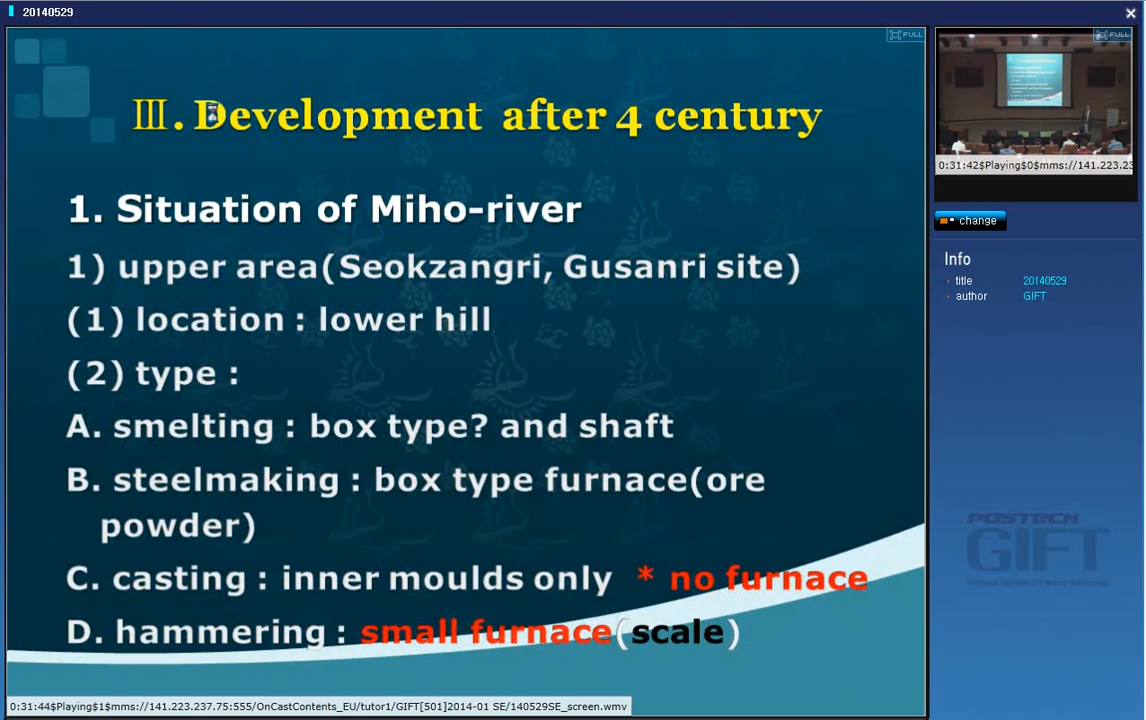 20140529
FULL
Ⅲ. Development after 4 century
1. Situation of Miho-river
1) upper area(Seokzangri, Gusanri site)
(1) location : lower hill
(2) type :
A. smelting : box type? and shaft
B. steelmaking : box type furnace(ore
powder)
C. casting : inner moulds only * no furnace
D. hammering : small furnace(scale)
0:31:44$Playing$1$mms://141.223.237.75:555/OnCastContents_EU/tutor1/GIFT[501]2014-01 SE/140529SE_screen.wmv
FULL
0:31:42$Playing$0$mms://141.223.23
change
Info
title 20140529
author GIFT
POSTECH
GIFT